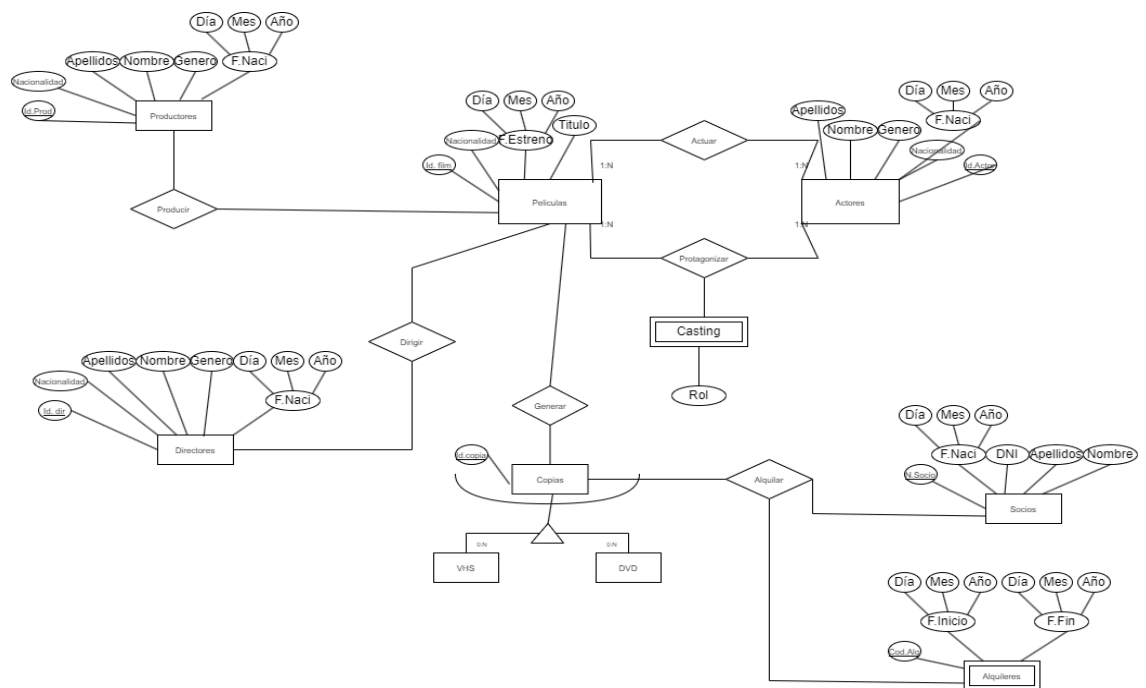 Día Mes Año
Apellidos Nombre Genero F.Naci
Nacionalidad
Id.Prod
Productores
Producir
Día Mes Año
Nacionalidad F.Estreno Titulo
Id. film
Peliculas
1:N
1:N
Actuar
1:N
1:N
Protagonizar
Casting
Rol
Día Mes Año
Apellidos Nombre Genero F.Naci
Nacionalidad
Id.Actor
Actores
Dirigir
Apellidos Nombre Genero Día Mes Año
Nacionalidad F.Naci
Id. dir
Directores
Generar
Id.copia
Copias
0:N 0:N
VHS DVD
Alquilar
Día Mes Año
F.Naci DNI Apellidos Nombre
N.Socio
Socios
Día Mes Año Día Mes Año
F.Inicio F.Fin
Cod.Alq
Alquileres